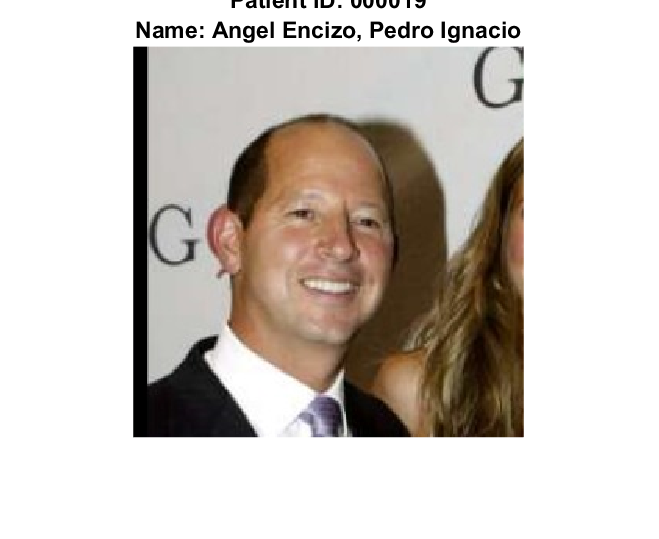 Patient ID: 000019
Name: Angel Encizo, Pedro Ignacio
G
G